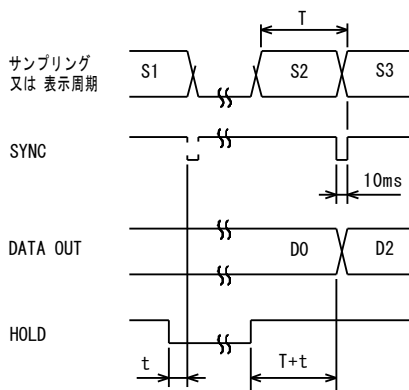 T
サンプリング
又は 表示周期
S1
S2
S3
SYNC
10ms
DATA OUT
D0
D2
HOLD
t
T+t